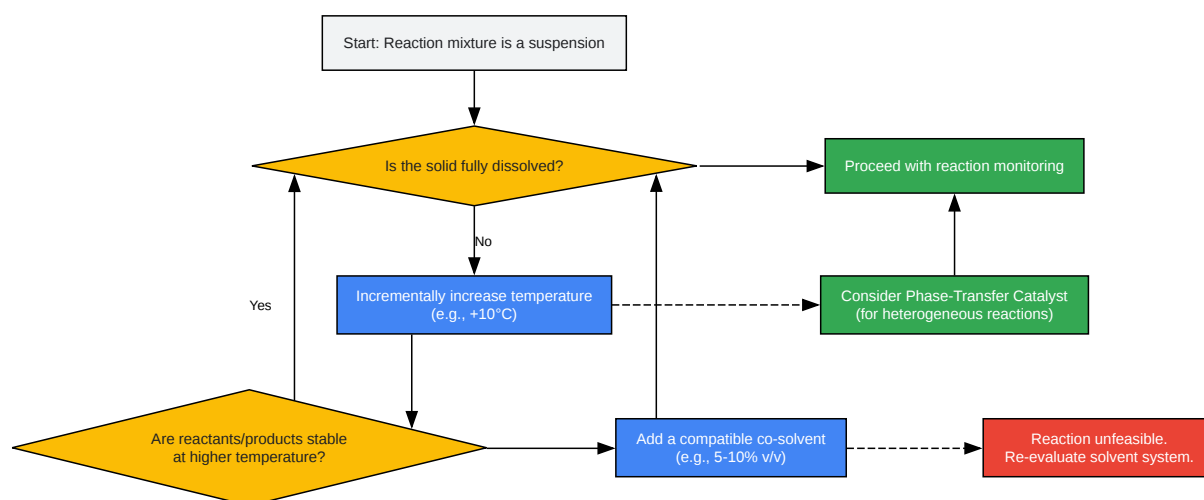 Start: Reaction mixture is a suspension
Is the solid fully dissolved?
Proceed with reaction monitoring
No
Incrementally increase temperature
(e.g., +10°C)
Consider Phase-Transfer Catalyst
(for heterogeneous reactions)
Yes
Are reactants/products stable
at higher temperature?
Add a compatible co-solvent
(e.g., 5-10% v/v)
Reaction unfeasible.
Re-evaluate solvent system.